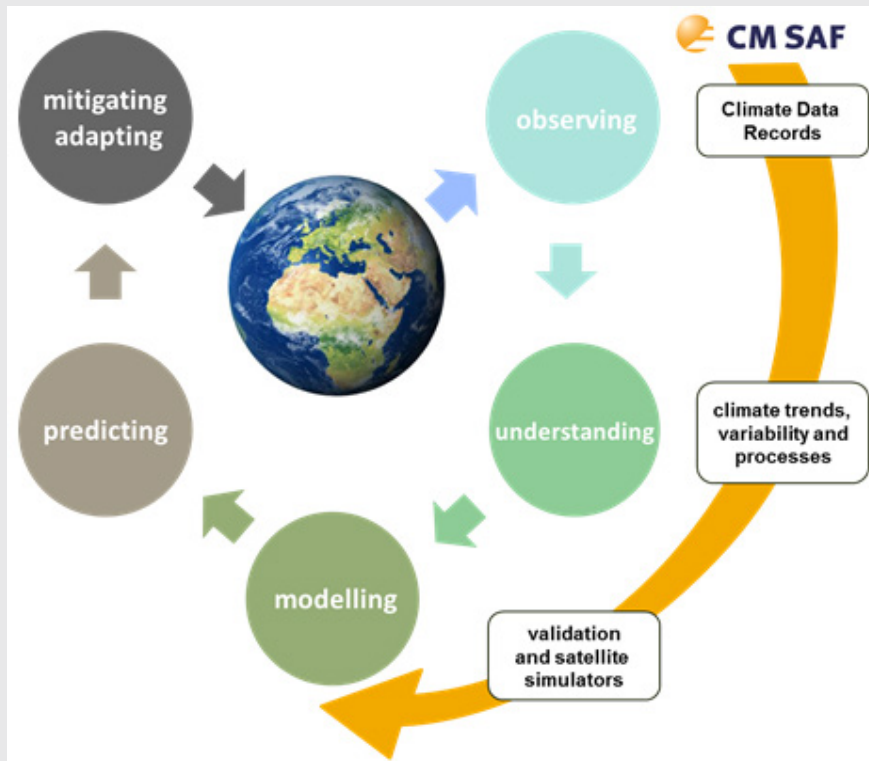 CM SAF
mitigating
adapting
observing
Climate Data
Records
predicting
understanding
climate trends,
variability and
processes
modelling
validation
and satellite
simulators